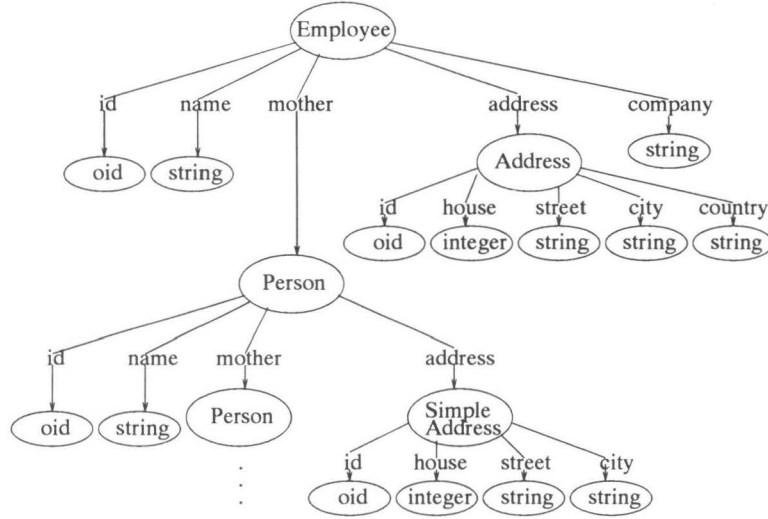 Employee
id name mother address company
oid string Address string
id house street city country
oid integer string string string
Person
id name mother address
oid string Person Simple
Address
id house street city
oid integer string string